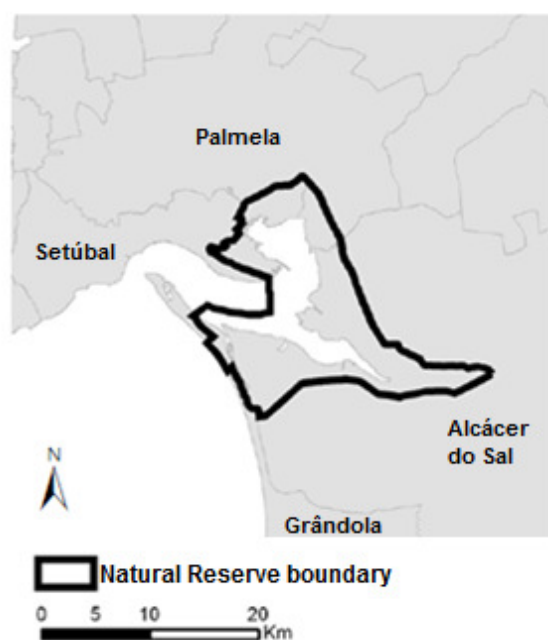 Palmela
Setúbal
Alcácer
do Sal
N
Grândola
Natural Reserve boundary
0 5 10 20
Km